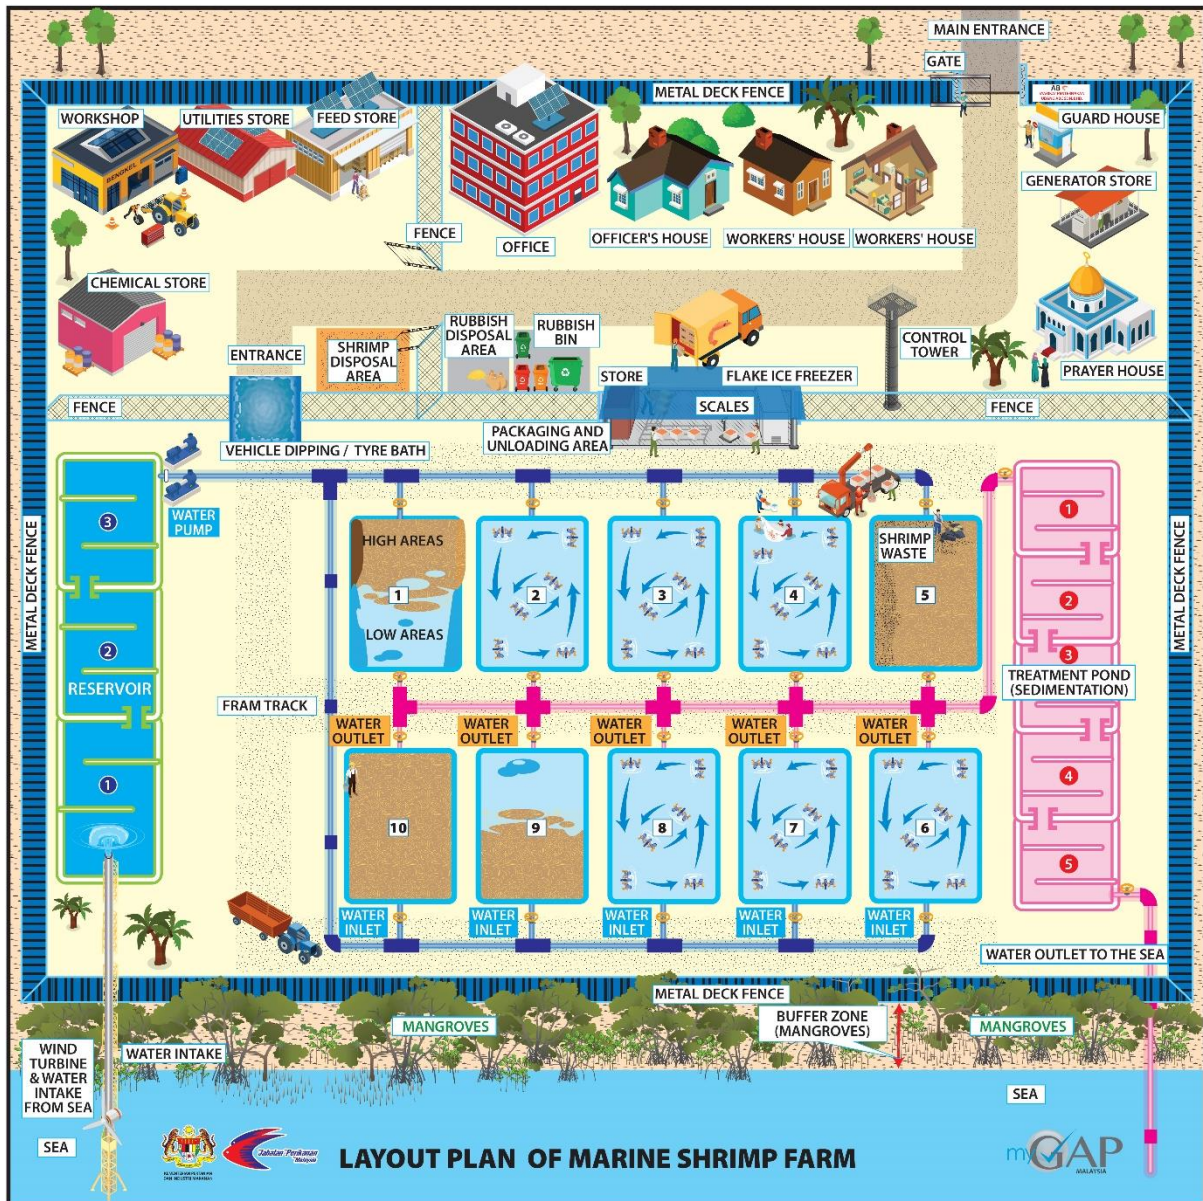 MAIN ENTRANCE
GATE
METAL DECK FENCE
AB
WORKSHOP
UTILITIES STORE
FEED STORE
GUARD HOUSE
BENGKEL
GENERATOR STORE
FENCE
OFFICE
OFFICER'S HOUSE
WORKERS' HOUSE
WORKERS' HOUSE
CHEMICAL STORE
ENTRANCE
SHRIMP
DISPOSAL
AREA
RUBBISH
DISPOSAL
AREA
RUBBISH
BIN
CONTROL
TOWER
PRAYER HOUSE
STORE
FLAKE ICE FREEZER
SCALES
FENCE
FENCE
PACKAGING AND
UNLOADING AREA
VEHICLE DIPPING / TYRE BATH
WATER
PUMP
METAL DECK FENCE
METAL DECK FENCE
3
2
RESERVOIR
1
HIGH AREAS
1
LOW AREAS
2
3
4
SHRIMP
WASTE
5
1
2
3
TREATMENT POND
(SEDIMENTATION)
4
5
FRAM TRACK
WATER
OUTLET
WATER
OUTLET
WATER
OUTLET
WATER
OUTLET
WATER
OUTLET
10
9
8
7
6
WATER
INLET
WATER
INLET
WATER
INLET
WATER
INLET
WATER
INLET
WATER OUTLET TO THE SEA
METAL DECK FENCE
BUFFER ZONE
(MANGROVES)
MANGROVES
MANGROVES
WIND
TURBINE
& WATER
INTAKE
FROM SEA
WATER INTAKE
SEA
SEA
Jabatan Perikanan
Malaysia
LAYOUT PLAN OF MARINE SHRIMP FARM
myGAP
MALAYSIA